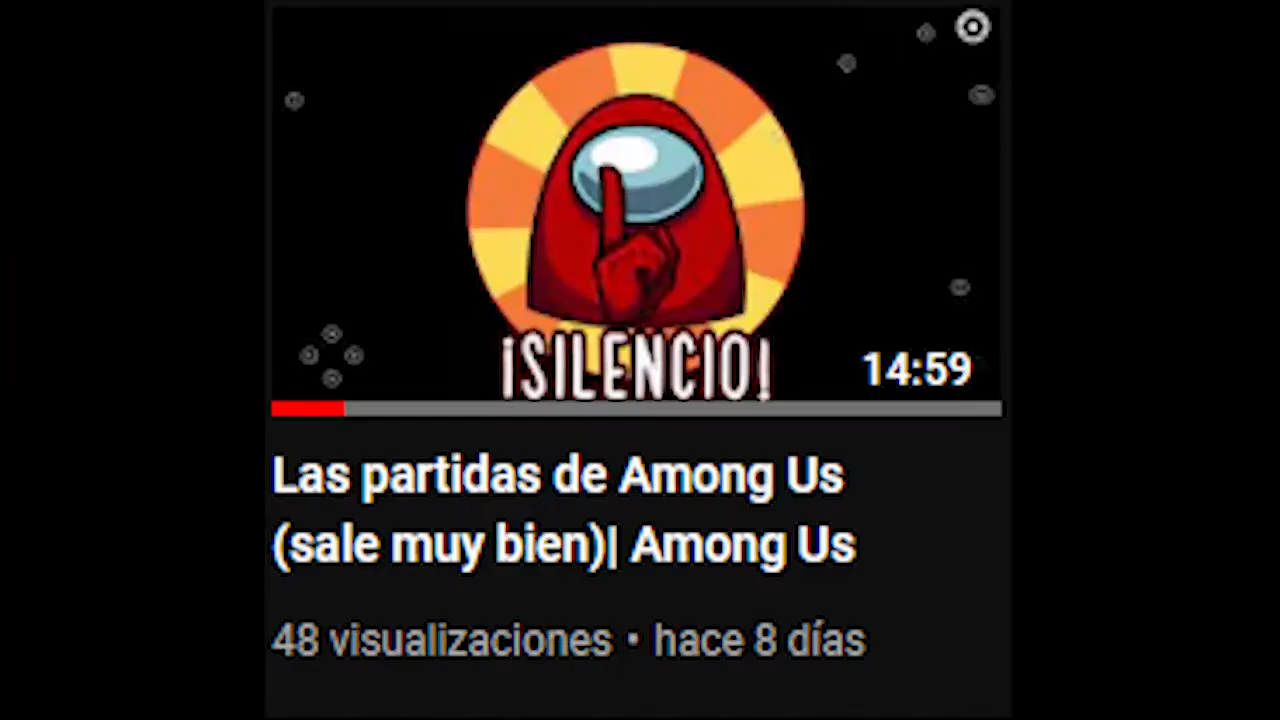 ¡SILENCIO!
14:59
Las partidas de Among Us
(sale muy bien)| Among Us
48 visualizaciones • hace 8 días